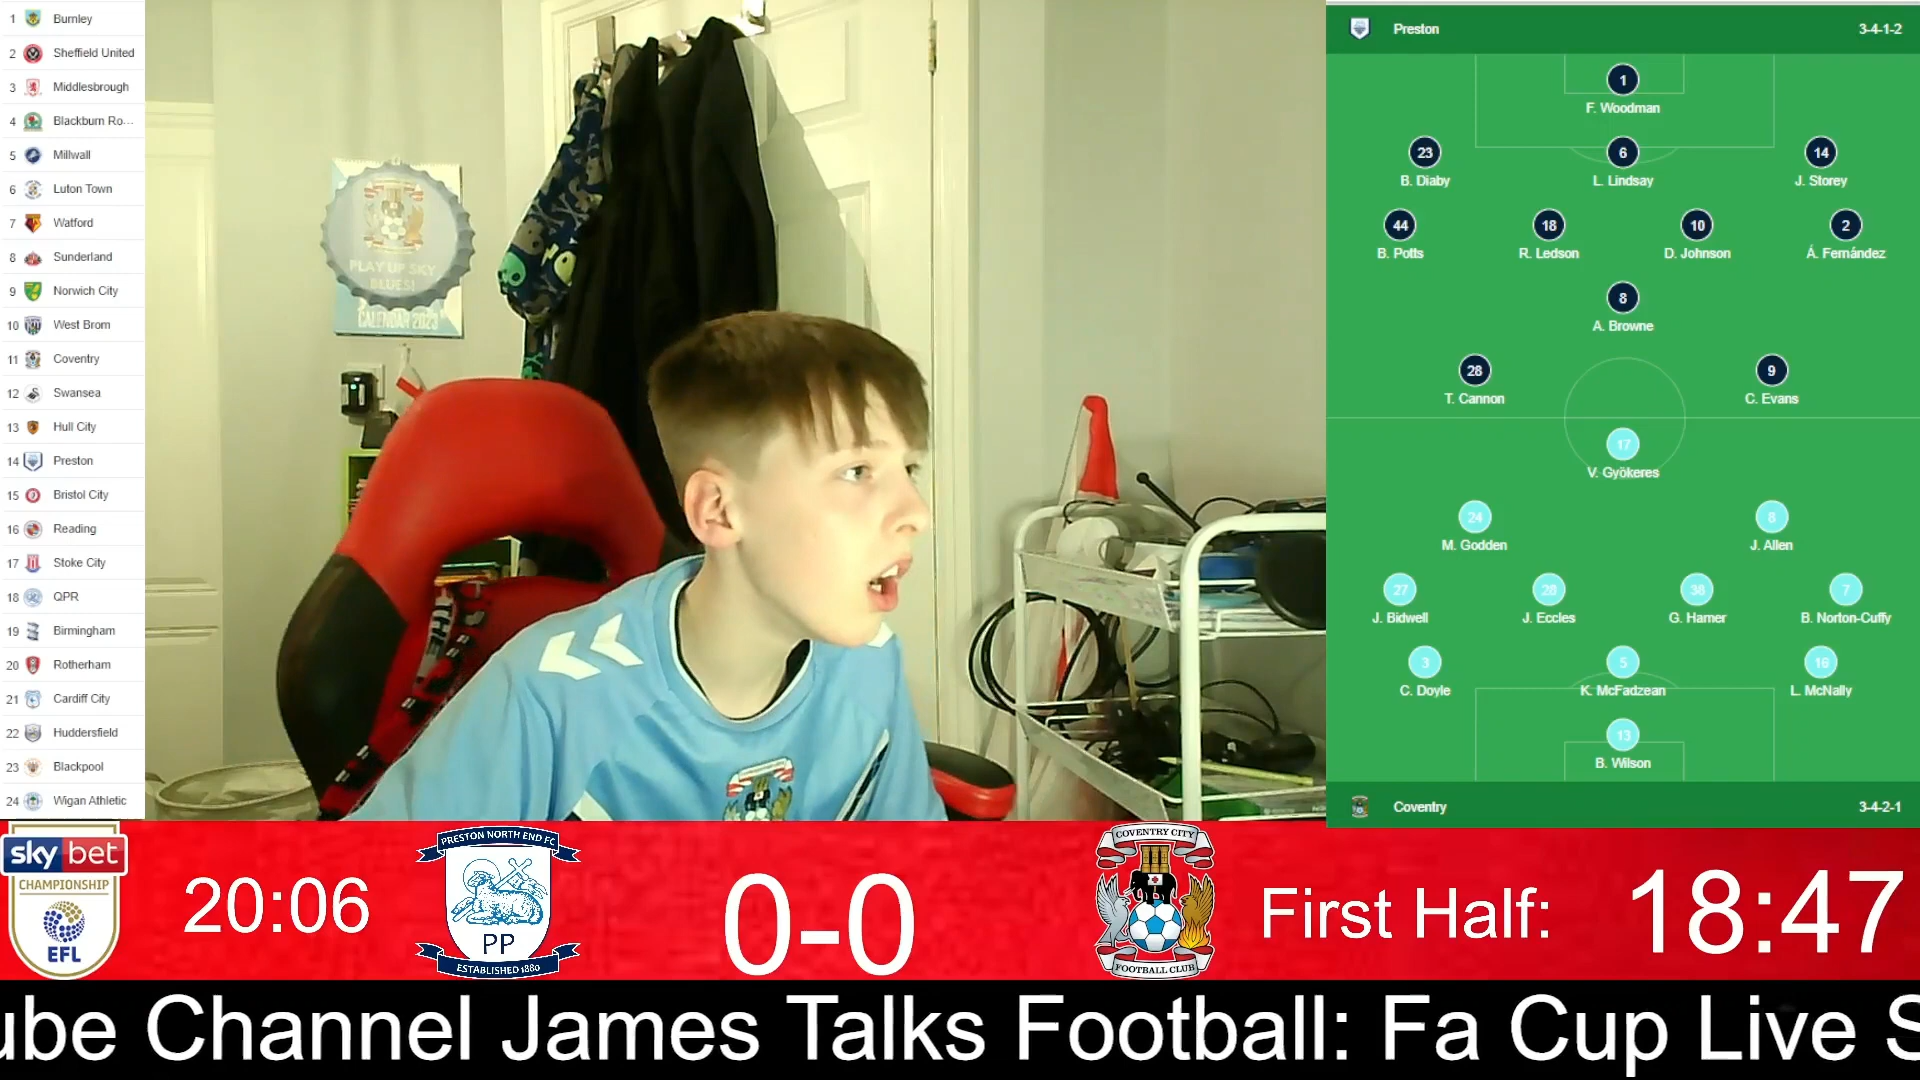 1 Burnley
2 Sheffield United
3 Middlesbrough
4 Blackburn Ro...
5 Millwall
6 Luton Town
7 Watford
8 Sunderland
9 Norwich City
10 West Brom
11 Coventry
12 Swansea
13 Hull City
14 Preston
15 Bristol City
16 Reading
17 Stoke City
18 QPR
19 Birmingham
20 Rotherham
21 Cardiff City
22 Huddersfield
23 Blackpool
24 Wigan Athletic
PLAY UP SKY
BLUES!
CALENDAR 2023
THE
Preston 3-4-1-2
1
F. Woodman
23 6 14
B. Diaby L. Lindsay J. Storey
44 18 10 2
B. Potts R. Ledson D. Johnson Á. Fernández
8
A. Browne
28 9
T. Cannon C. Evans
17
V. Gyökeres
24 8
M. Godden J. Allen
27 28 38 7
J. Bidwell J. Eccles G. Hamer B. Norton-Cuffy
3 5 16
C. Doyle K. McFadzean L. McNally
13
B. Wilson
Coventry 3-4-2-1
sky bet
CHAMPIONSHIP
EFL
20:06
PRESTON NORTH END FC
PP
ESTABLISHED 1880
0-0
COVENTRY CITY
FOOTBALL CLUB
First Half: 18:47
ube Channel James Talks Football: Fa Cup Live S